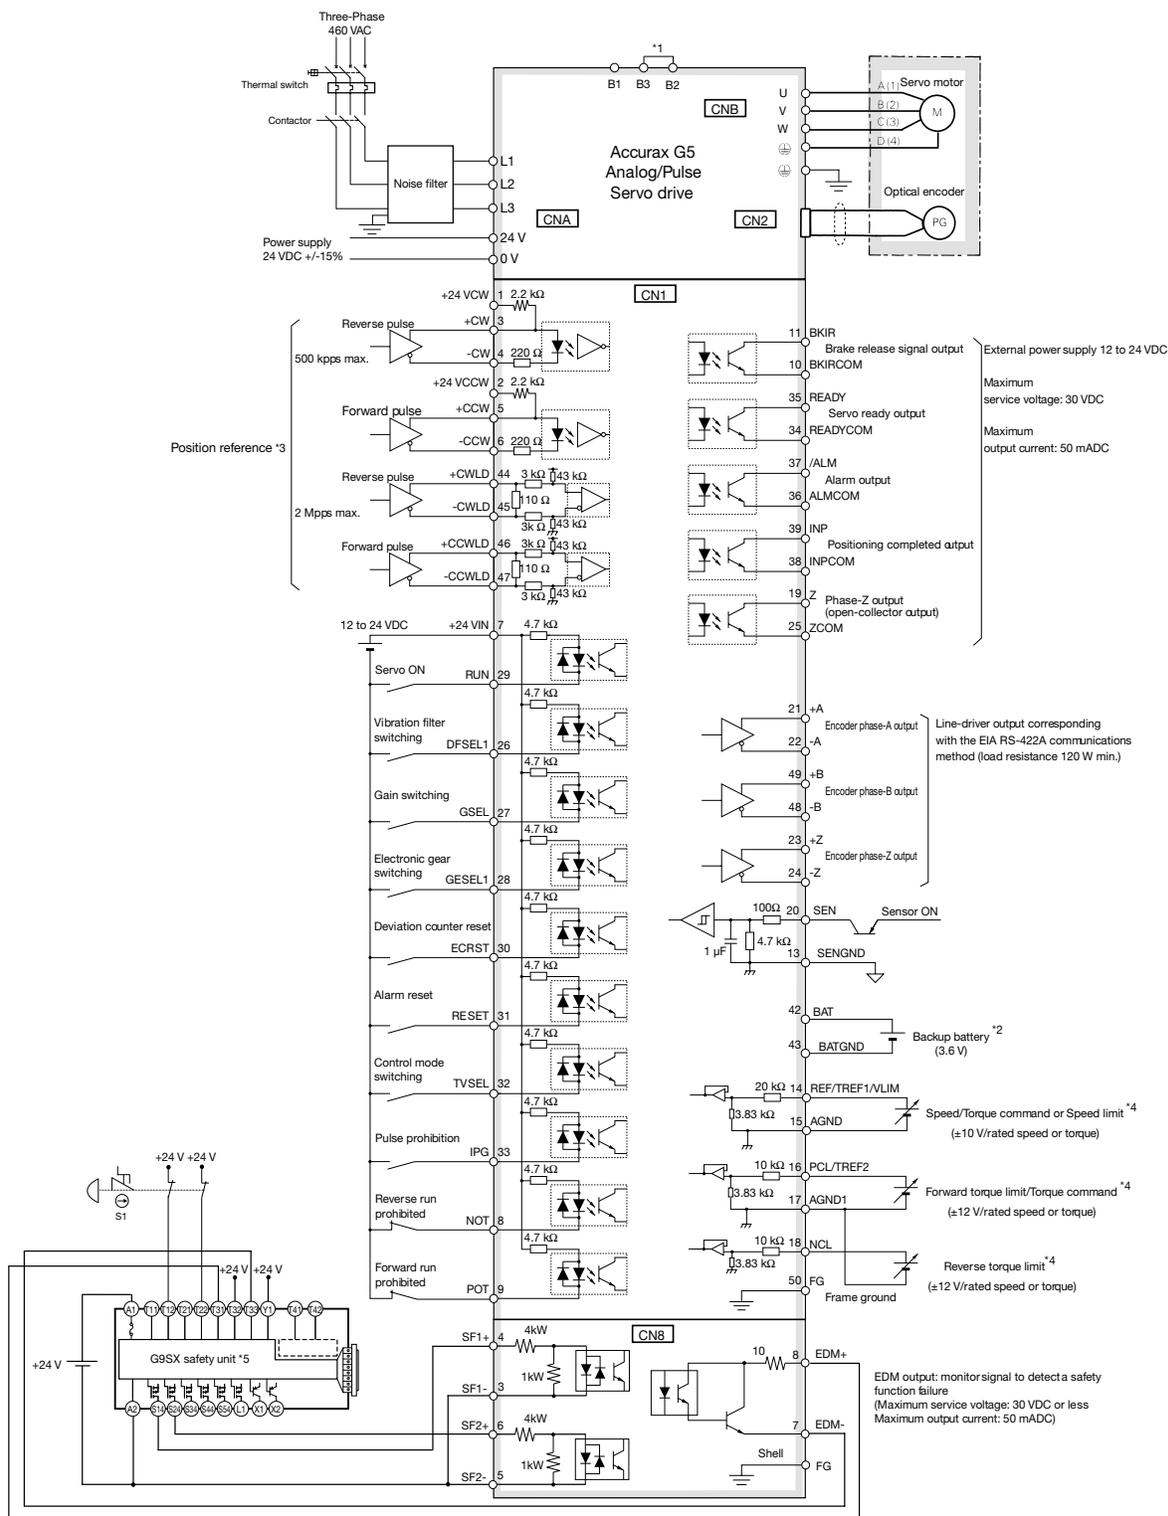 Three-Phase
460 VAC
Thermal switch
Contactor
Noise filter
L1
L2
L3
Power supply
24 VDC +/-15%
24 V
0 V
*1
B1 B3 B2
CNB
Accurax G5
Analog/Pulse
Servo drive
CNA
CN2
U
V
W
A (1)
B (2)
C (3)
D (4)
Servo motor
M
Optical encoder
PG
CN1
Position reference *3
500 kpps max.
2 Mpps max.
+24 VCW 1 2.2 kΩ
Reverse pulse
+CW 3
-CW 4 220 Ω
+24 VCCW 2 2.2 kΩ
Forward pulse
+CCW 5
-CCW 6 220 Ω
Reverse pulse
+CWLD 44 3 kΩ 43 kΩ
110 Ω
-CWLD 45
3k Ω 43 kΩ
Forward pulse
+CCWLD 46 3k Ω 43 kΩ
110 Ω
-CCWLD 47
3 kΩ 43 kΩ
12 to 24 VDC
+24 VIN 7 4.7 kΩ
Servo ON
RUN 29
4.7 kΩ
Vibration filter
switching
DFSEL1 26
4.7 kΩ
Gain switching
GSEL 27
4.7 kΩ
Electronic gear
switching
GESEL1 28
4.7 kΩ
Deviation counter reset
ECRST 30
4.7 kΩ
Alarm reset
RESET 31
4.7 kΩ
Control mode
switching
TVSEL 32
4.7 kΩ
Pulse prohibition
IPG 33
4.7 kΩ
Reverse run
prohibited
NOT 8
4.7 kΩ
Forward run
prohibited
POT 9
11 BKIR
Brake release signal output
10 BKIRCOM
35 READY
Servo ready output
34 READYCOM
37 /ALM
Alarm output
36 ALMCOM
39 INP
Positioning completed output
38 INPCOM
19 Z
Phase-Z output
(open-collector output)
25 ZCOM
External power supply 12 to 24 VDC
Maximum
service voltage: 30 VDC
Maximum
output current: 50 mADC
21 +A
Encoder phase-A output
22 -A
49 +B
Encoder phase-B output
48 -B
23 +Z
Encoder phase-Z output
24 -Z
Line-driver output corresponding
with the EIA RS-422A communications
method (load resistance 120 W min.)
100Ω 20 SEN
Sensor ON
1 µF
4.7 kΩ
13 SENGND
42 BAT
Backup battery *2
(3.6 V)
43 BATGND
20 kΩ 14 REF/TREF1/VLIM
3.83 kΩ
15 AGND
Speed/Torque command or Speed limit *4
(±10 V/rated speed or torque)
10 kΩ 16 PCL/TREF2
3.83 kΩ
17 AGND1
Forward torque limit/Torque command *4
(±12 V/rated speed or torque)
10 kΩ 18 NCL
3.83 kΩ
Reverse torque limit *4
(±12 V/rated speed or torque)
50 FG
Frame ground
+24 V +24 V
S1
+24 V +24 V
A1 T11 T12 T21 T22 T31 T32 T33 Y1 T41 T42
+24 V
G9SX safety unit *5
A2 S14 S24 S34 S44 S54 L1 X1 X2
CN8
SF1+ 4 4kW
1kW
SF1- 3
SF2+ 6 4kW
1kW
SF2- 5
10 8 EDM+
7 EDM-
Shell
FG
EDM output: monitor signal to detect a safety
function failure
(Maximum service voltage: 30 VDC or less
Maximum output current: 50 mADC)